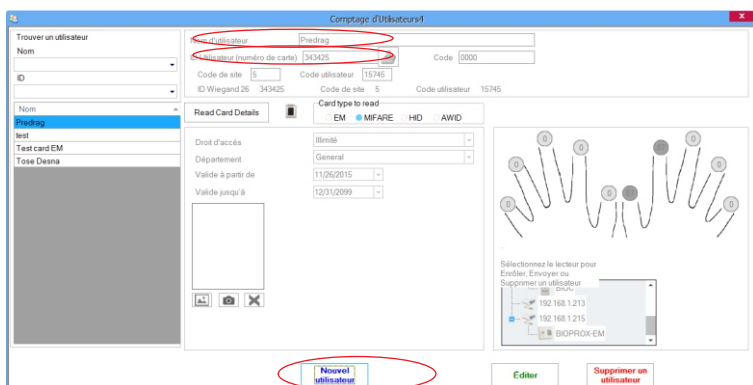 Comptage d'Utilisateurs4
x
Trouver un utilisateur
Nom
ID
Nom
Predrag
test
Test card EM
Tose Desna
Nom d'utilisateur Predrag
ID Utilisateur (numéro de carte) 343425 Code 0000
Code de site 5 Code utilisateur 15745
ID Wiegand 26 343425 Code de site 5 Code utilisateur 15745
Read Card Details
Card type to read
EM MIFARE HID AWID
Droit d'accès Illimité
Département General
Valide à partir de 11/26/2015
Valide jusqu'à 12/31/2099
0 0 0 0 0 0 0 0
Sélectionnez le lecteur pour
Enrôler, Envoyer ou
Supprimer un utilisateur
BIOC
192.168.1.213
192.168.1.215
BIOPROX-EM
Nouvel
utilisateur
Éditer
Supprimer un
utilisateur